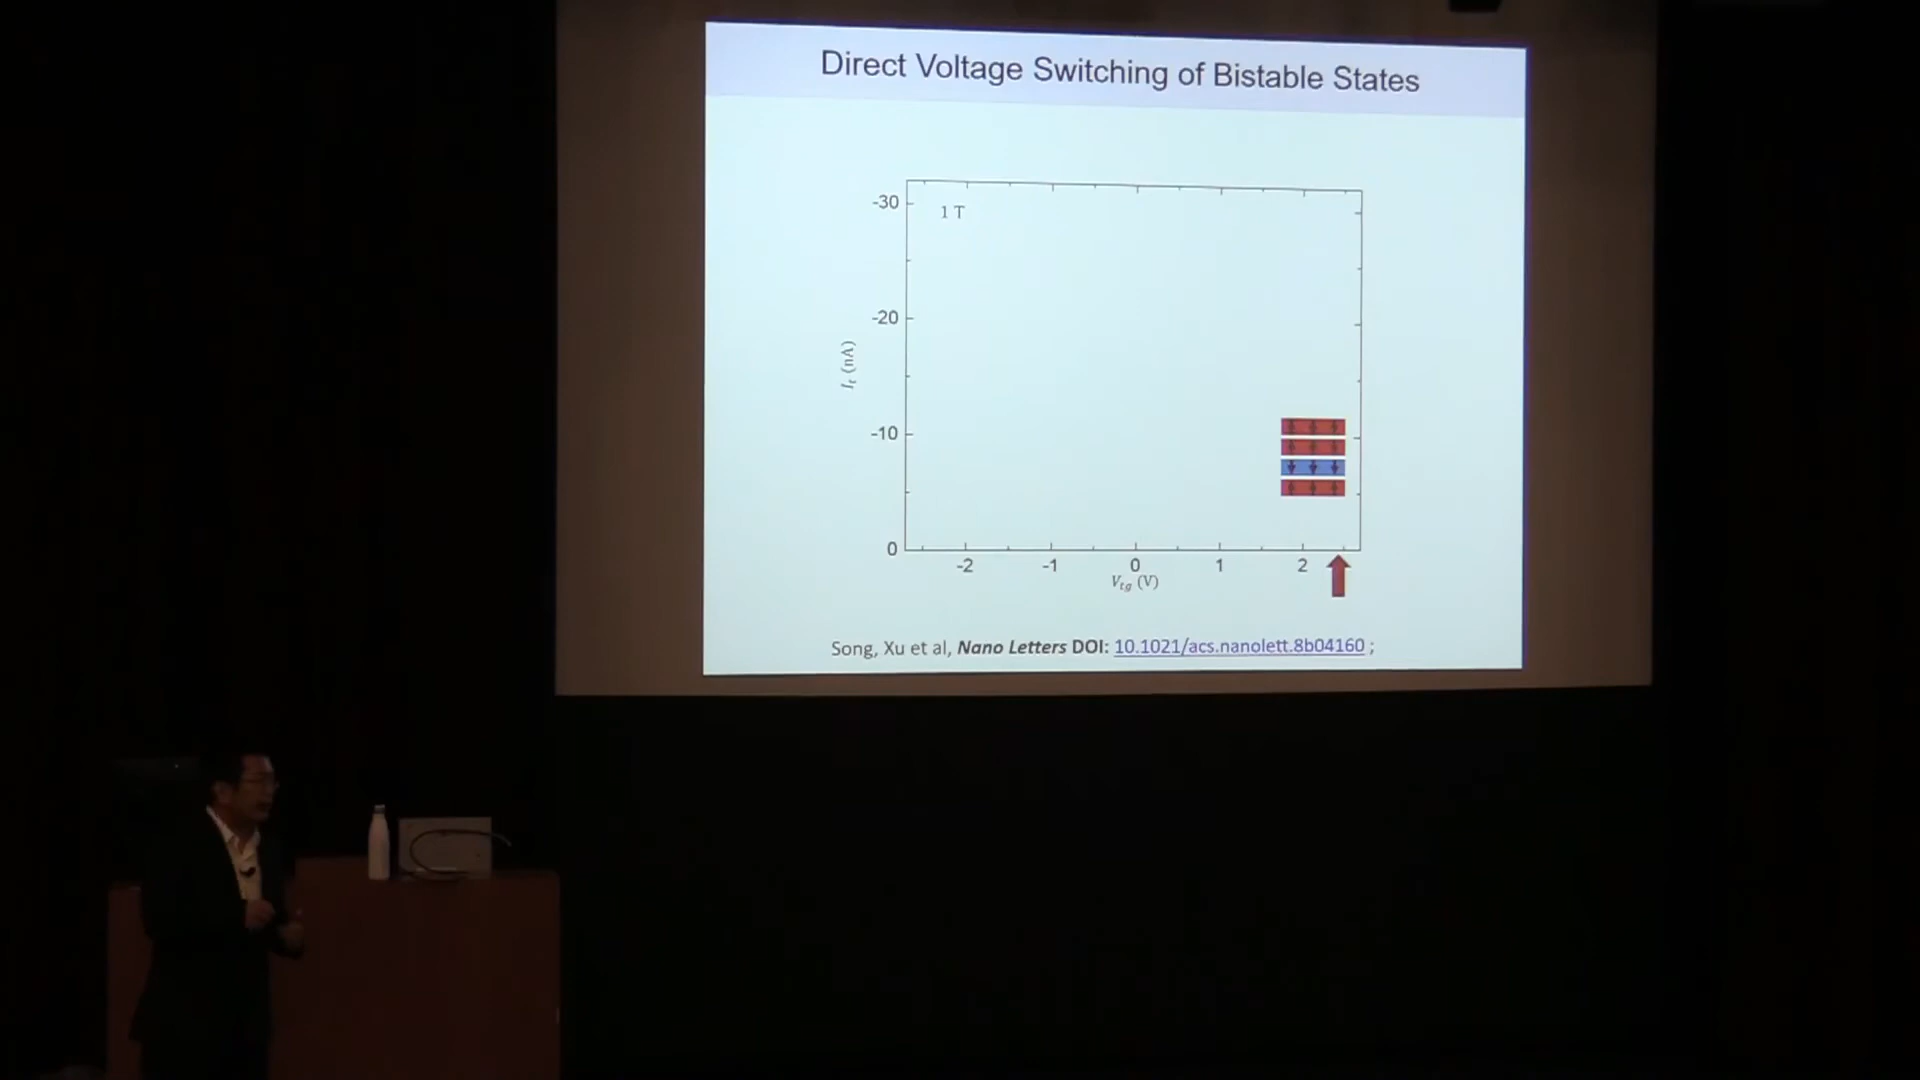 Direct Voltage Switching of Bistable States
1 T
-30
-20
-10
0
I_t (nA)
-2 -1 0 1 2
V_tg (V)
Song, Xu et al, Nano Letters DOI: 10.1021/acs.nanolett.8b04160 ;